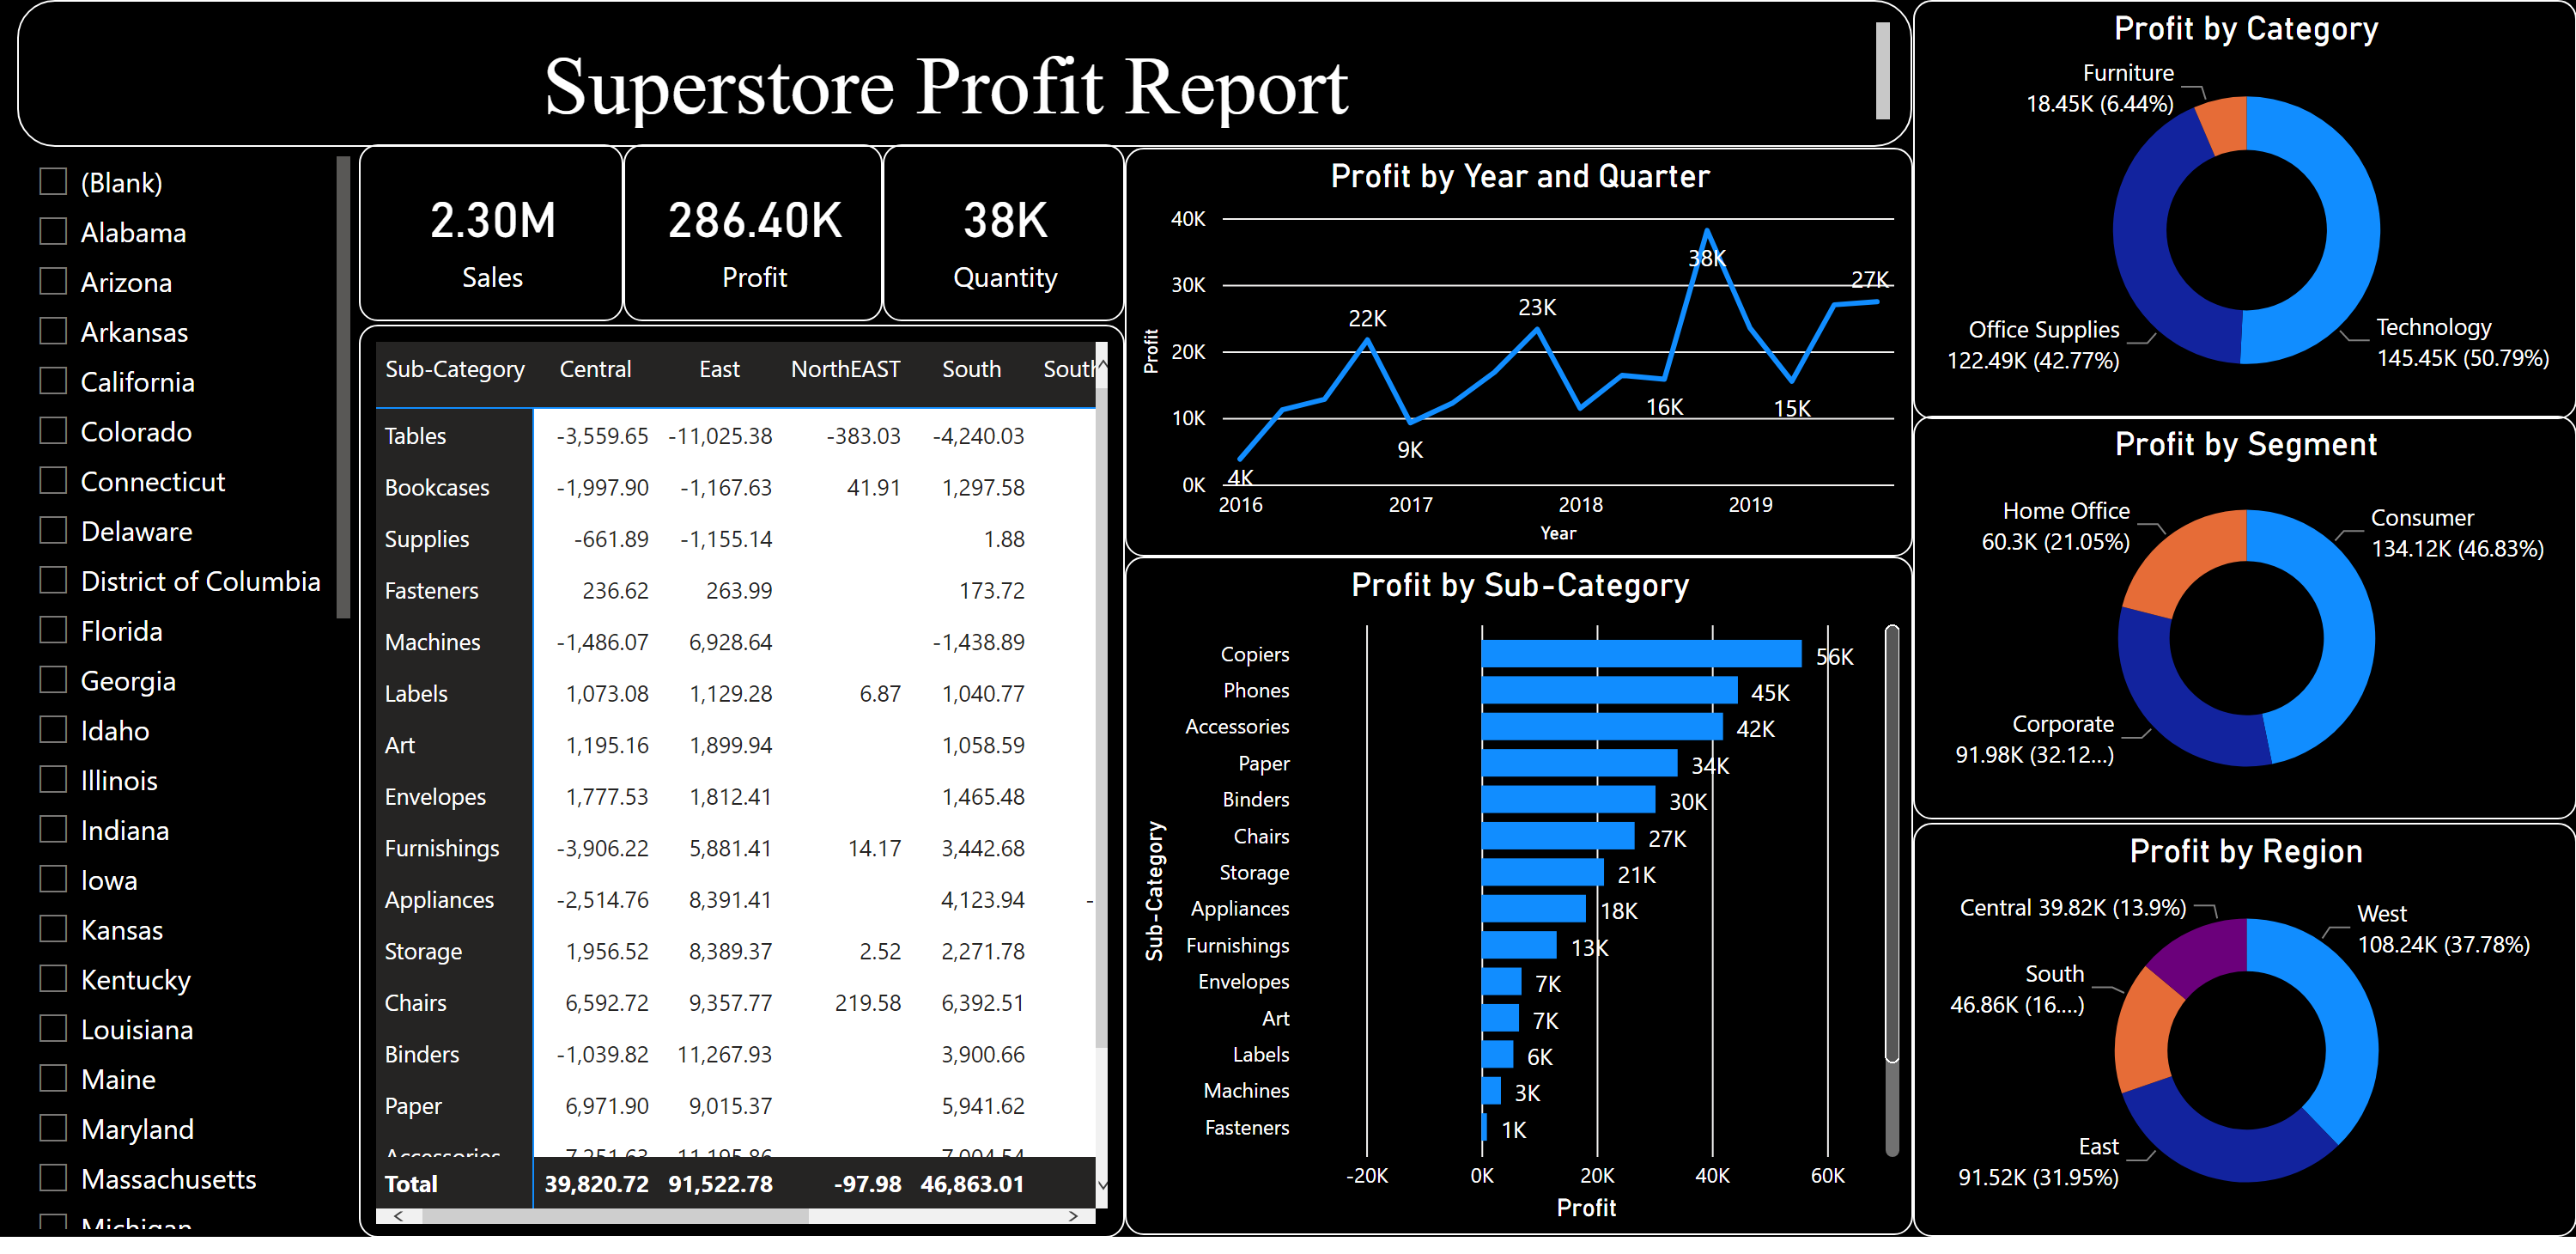 Superstore Profit Report
(Blank)
Alabama
Arizona
Arkansas
California
Colorado
Connecticut
Delaware
District of Columbia
Florida
Georgia
Idaho
Illinois
Indiana
Iowa
Kansas
Kentucky
Louisiana
Maine
Maryland
Massachusetts
Michigan
2.30M
Sales
286.40K
Profit
38K
Quantity
Sub-Category Central East NorthEAST South South
Tables -3,559.65 -11,025.38 -383.03 -4,240.03
Bookcases -1,997.90 -1,167.63 41.91 1,297.58
Supplies -661.89 -1,155.14 1.88
Fasteners 236.62 263.99 173.72
Machines -1,486.07 6,928.64 -1,438.89
Labels 1,073.08 1,129.28 6.87 1,040.77
Art 1,195.16 1,899.94 1,058.59
Envelopes 1,777.53 1,812.41 1,465.48
Furnishings -3,906.22 5,881.41 14.17 3,442.68
Appliances -2,514.76 8,391.41 4,123.94 -
Storage 1,956.52 8,389.37 2.52 2,271.78
Chairs 6,592.72 9,357.77 219.58 6,392.51
Binders -1,039.82 11,267.93 3,900.66
Paper 6,971.90 9,015.37 5,941.62
Accessories 7,251.63 11,195.86 7,004.54
Total 39,820.72 91,522.78 -97.98 46,863.01
Profit by Year and Quarter
Profit
40K
30K
20K
10K
0K
4K
22K
9K
23K
16K
38K
15K
27K
2016 2017 2018 2019
Year
Profit by Sub-Category
Sub-Category
Copiers 56K
Phones 45K
Accessories 42K
Paper 34K
Binders 30K
Chairs 27K
Storage 21K
Appliances 18K
Furnishings 13K
Envelopes 7K
Art 7K
Labels 6K
Machines 3K
Fasteners 1K
-20K 0K 20K 40K 60K
Profit
Profit by Category
Furniture
18.45K (6.44%)
Office Supplies
122.49K (42.77%)
Technology
145.45K (50.79%)
Profit by Segment
Home Office
60.3K (21.05%)
Consumer
134.12K (46.83%)
Corporate
91.98K (32.12...)
Profit by Region
Central 39.82K (13.9%)
West
108.24K (37.78%)
South
46.86K (16....)
East
91.52K (31.95%)